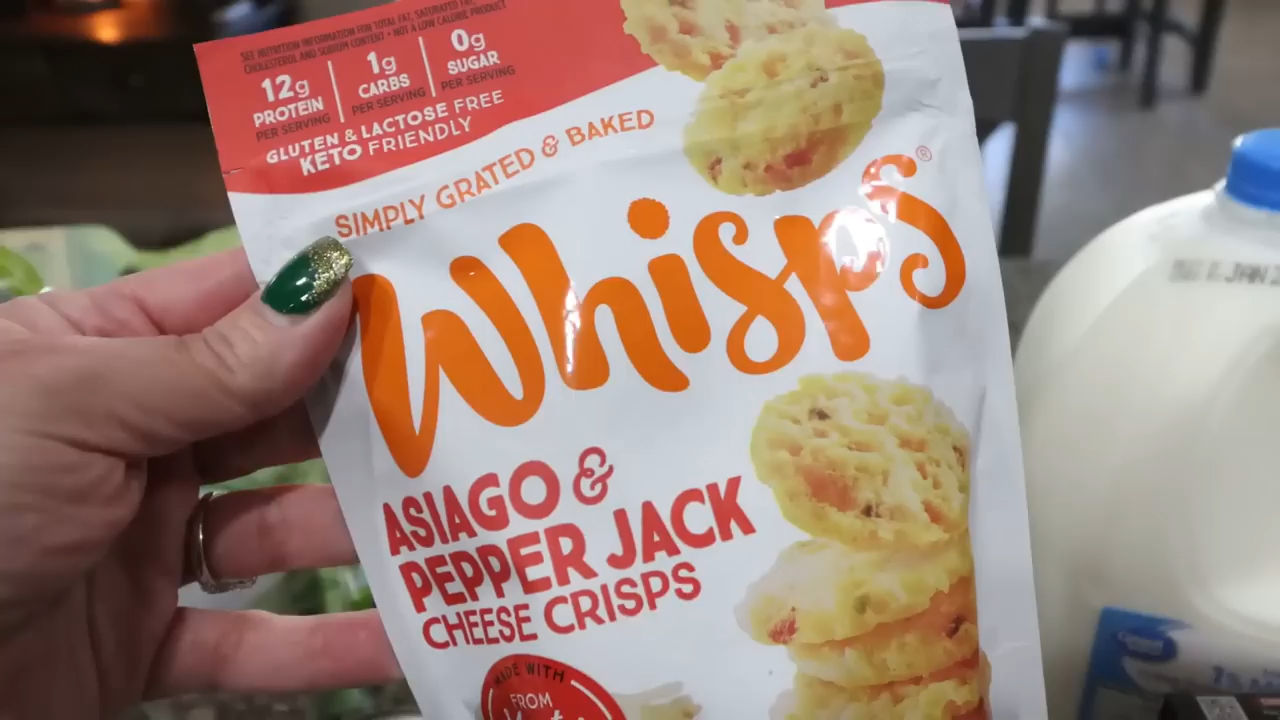 SEE NUTRITION INFORMATION FOR TOTAL FAT, SATURATED FAT,
CHOLESTEROL AND SODIUM CONTENT • NOT A LOW CALORIE PRODUCT
12g PROTEIN PER SERVING
1g CARBS PER SERVING
0g SUGAR PER SERVING
GLUTEN & LACTOSE FREE
KETO FRIENDLY
SIMPLY GRATED & BAKED
Whisps®
ASIAGO &
PEPPER JACK
CHEESE CRISPS
MADE WITH
FROM
JAN